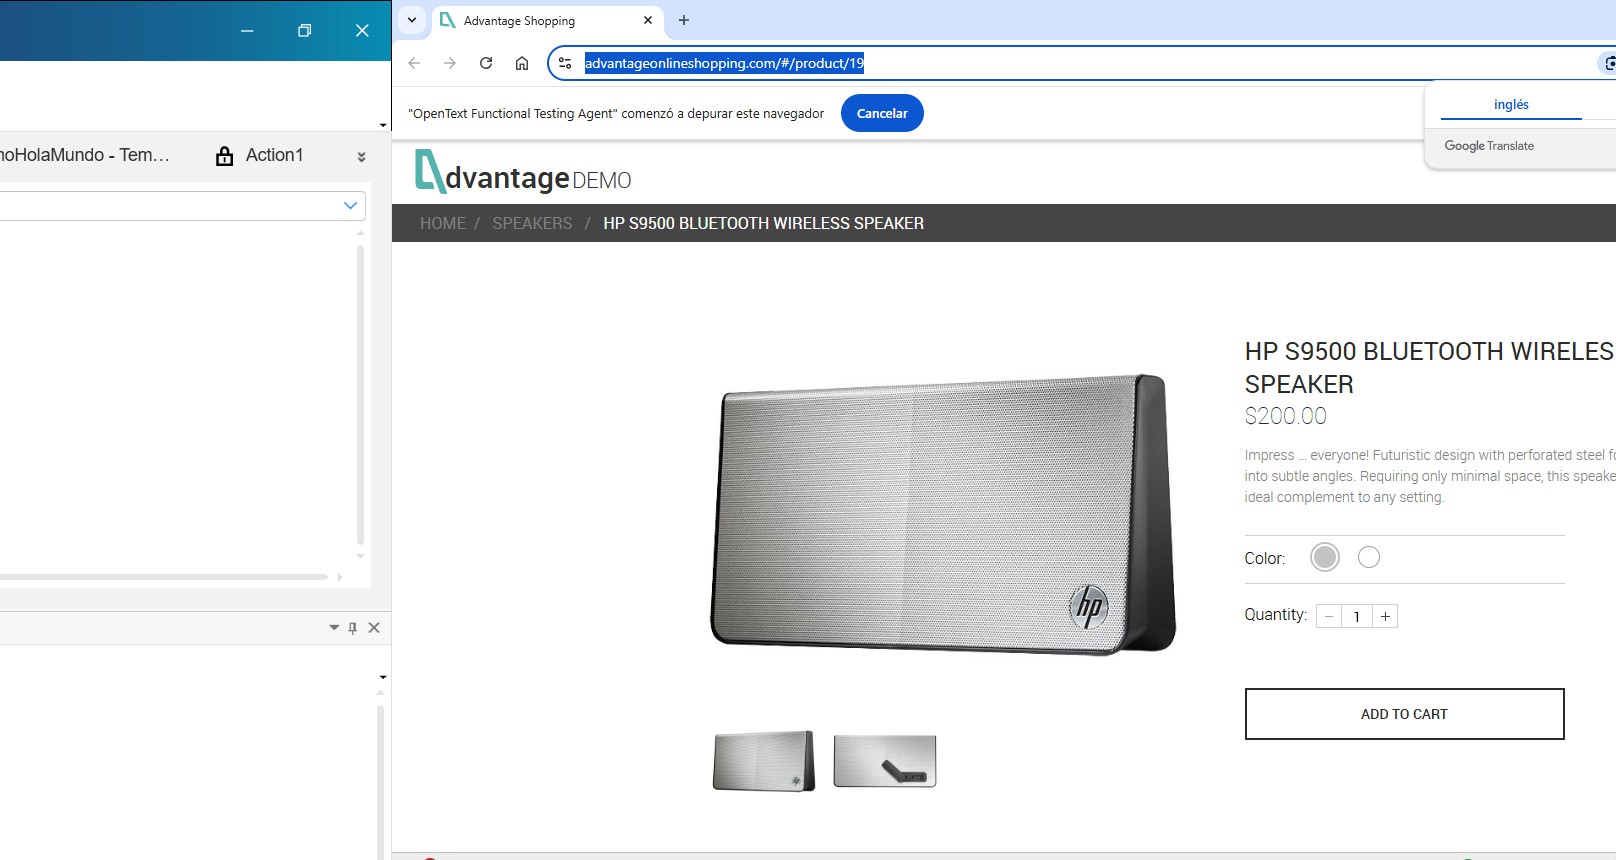 Advantage Shopping
advantageonlineshopping.com/#/product/19
"OpenText Functional Testing Agent" comenzó a depurar este navegador
Cancelar
inglés
Google Translate
moHolaMundo - Tem...
Action1
dvantage DEMO
HOME / SPEAKERS / HP S9500 BLUETOOTH WIRELESS SPEAKER
HP S9500 BLUETOOTH WIRELES
SPEAKER
$200.00
Impress ... everyone! Futuristic design with perforated steel fo
into subtle angles. Requiring only minimal space, this speake
ideal complement to any setting.
Color:
Quantity: − 1 +
ADD TO CART
hp